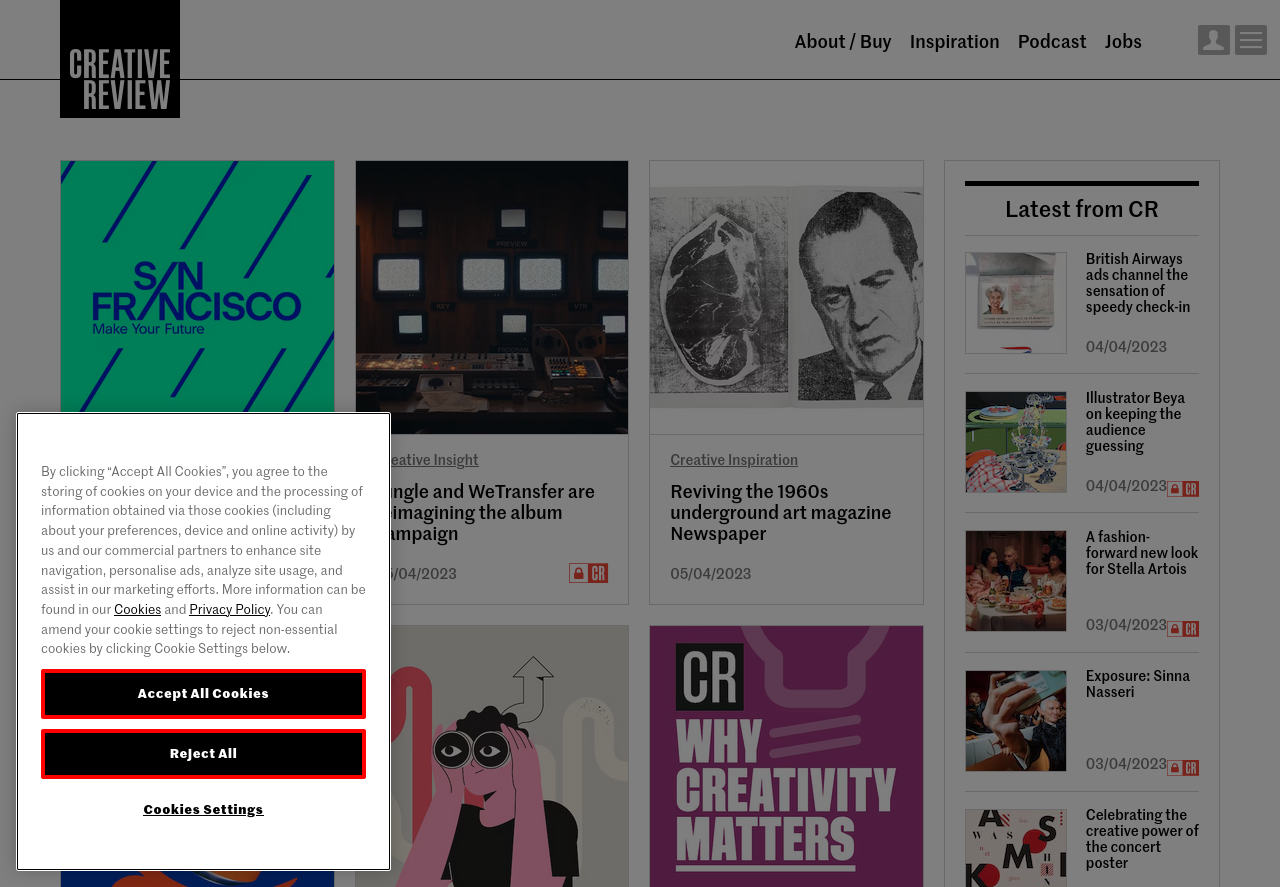 CREATIVE
REVIEW
About / Buy
Inspiration
Podcast
Jobs
S/N
FR/NCISCO
Make Your Future
PREVIEW
KEY
VTR
Creative Inspiration
Reviving the 1960s
underground art magazine
Newspaper
05/04/2023
Latest from CR
British Airways
ads channel the
sensation of
speedy check-in
04/04/2023
Illustrator Beya
on keeping the
audience
guessing
04/04/2023
CR
A fashion-
forward new look
for Stella Artois
03/04/2023
CR
Exposure: Sinna
Nasseri
03/04/2023
CR
Celebrating the
creative power of
the concert
poster
eative Insight
ngle and WeTransfer are
imagining the album
ampaign
/04/2023
CR
CR
WHY
CREATIVITY
MATTERS
By clicking “Accept All Cookies”, you agree to the
storing of cookies on your device and the processing of
information obtained via those cookies (including
about your preferences, device and online activity) by
us and our commercial partners to enhance site
navigation, personalise ads, analyze site usage, and
assist in our marketing efforts. More information can be
found in our Cookies and Privacy Policy. You can
amend your cookie settings to reject non-essential
cookies by clicking Cookie Settings below.
Accept All Cookies
Reject All
Cookies Settings